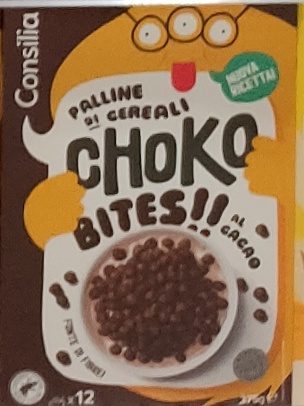 Consilia
NUOVA
RICETTA!
PALLINE
DI CEREALI
CHOKO
BITES!!
AL
CACAO
FONTE DI FIBRE!
x12
375g e